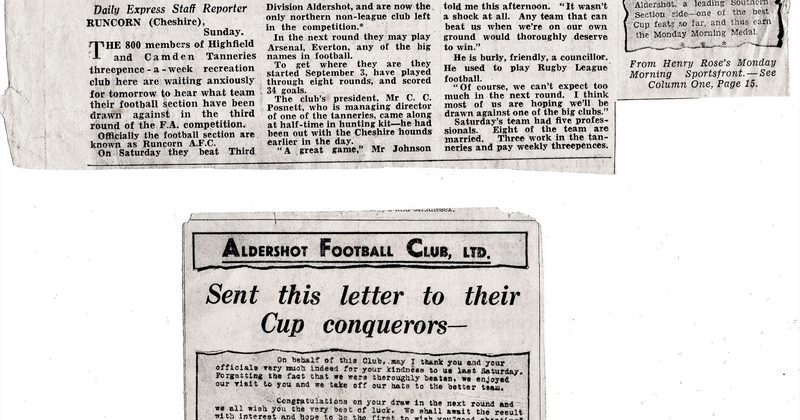 Daily Express Staff Reporter
RUNCORN (Cheshire),
Sunday.
THE 800 members of Highfield
and Camden Tanneries
threepence-a-week recreation
club here are waiting anxiously
for tomorrow to hear what team
their football section have been
drawn against in the third
round of the F.A. competition.
Officially the football section are
known as Runcorn A.F.C.
On Saturday they beat Third
Division Aldershot, and are now the
only northern non-league club left
in the competition.
In the next round they may play
Arsenal, Everton, any of the big
names in football.
To get where they are they
started September 3, have played
through eight rounds, and scored
34 goals.
The club's president, Mr C. C.
Posnett, who is managing director
of one of the tanneries, came along
at half-time in hunting kit—he had
been out with the Cheshire hounds
earlier in the day.
"A great game," Mr Johnson
told me this afternoon. "It wasn't
a shock at all. Any team that can
beat us when we're on our own
ground would thoroughly deserve
to win."
He is burly, friendly, a councillor.
He used to play Rugby League
football.
"Of course, we can't expect too
much in the next round. I think
most of us are hoping we'll be
drawn against one of the big clubs."
Saturday's team had five profes-
sionals. Eight of the team are
married. Three work in the tan-
neries and pay weekly threepences.
Aldershot, a leading Southern
Section side—one of the best
Cup feats so far, and thus earn
the Monday Morning Medal.
From Henry Rose's Monday
Morning Sportsfront.—See
Column One, Page 15.
ALDERSHOT FOOTBALL CLUB, LTD.
Sent this letter to their
Cup conquerors—
On behalf of this Club, may I thank you and your
officials very much indeed for your kindness to us last Saturday.
Forgetting the fact that we were thoroughly beaten, we enjoyed
our visit to you and we take off our hats to the better team.
Congratulations on your draw in the next round and
we all wish you the very best of luck. We shall await the result
with interest and hope to be the first to wish you